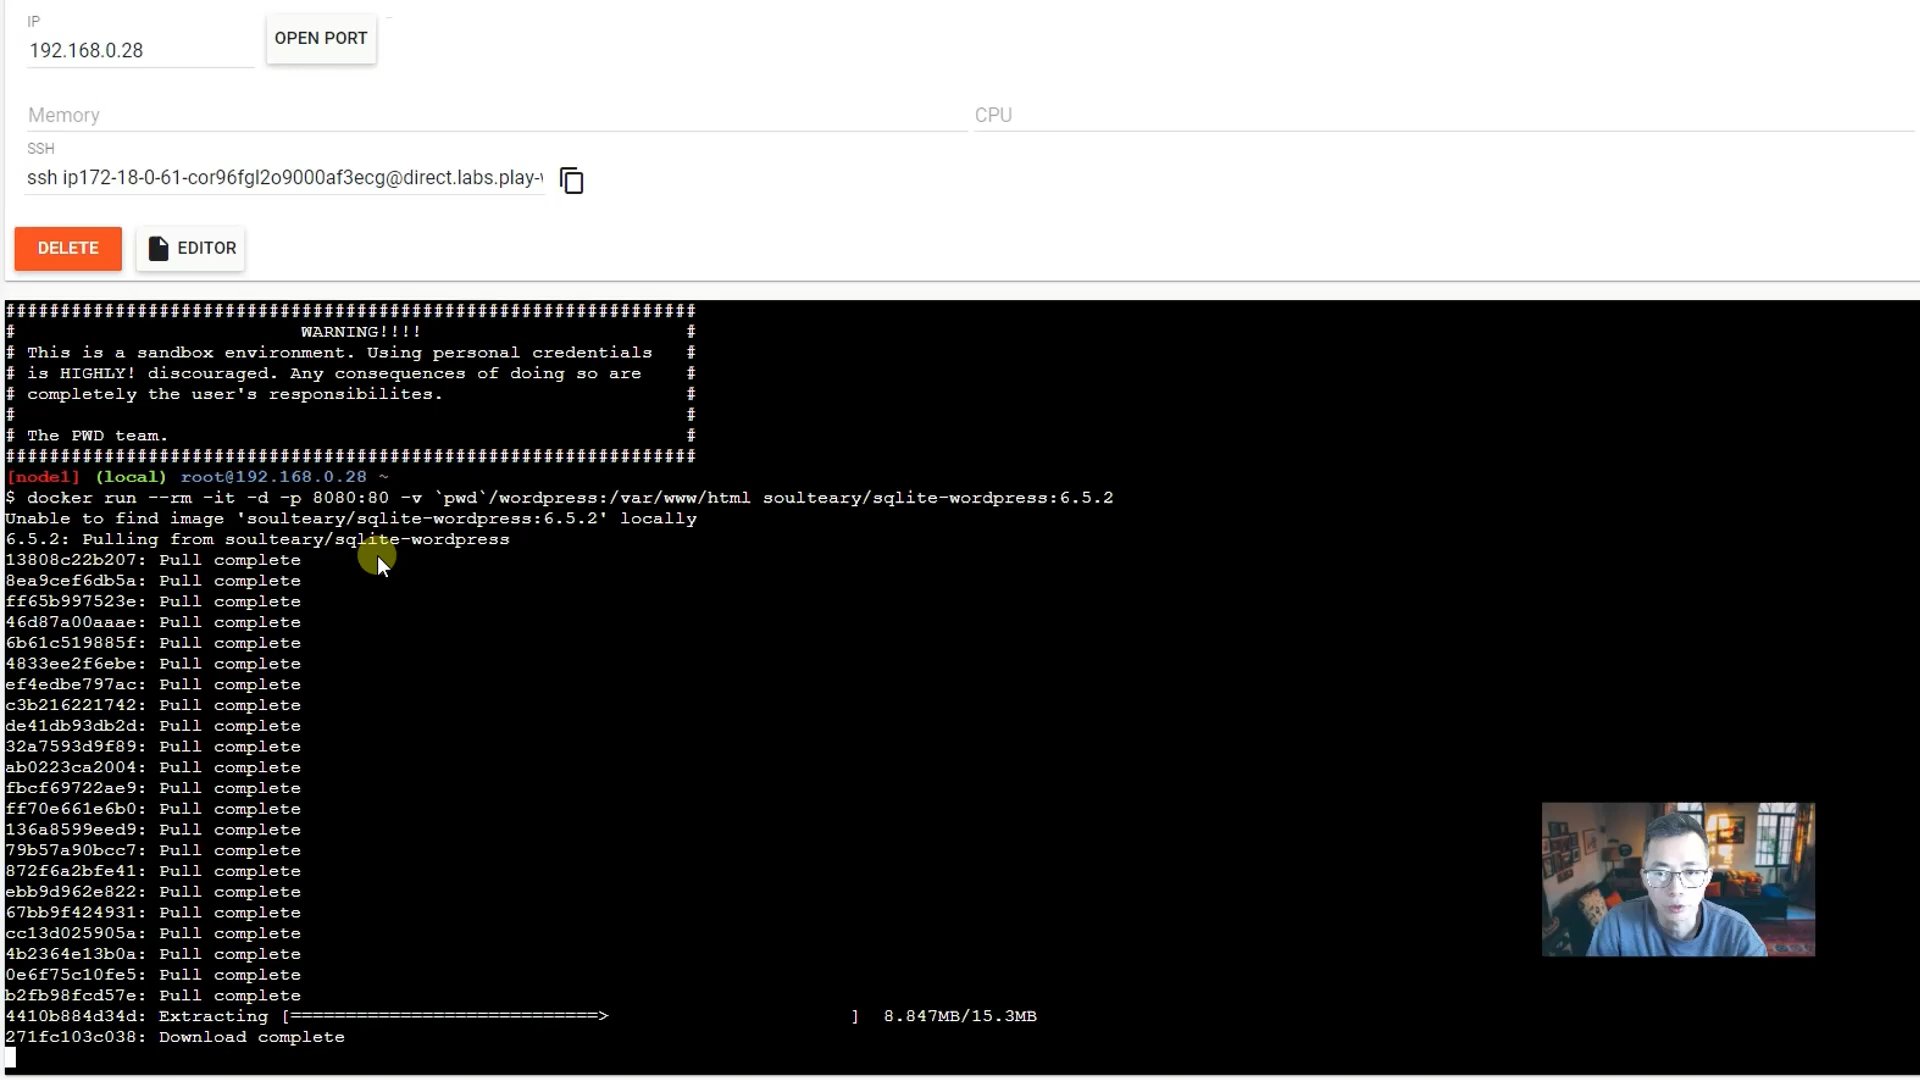 IP
192.168.0.28
OPEN PORT
Memory
CPU
SSH
ssh ip172-18-0-61-cor96fgl2o9000af3ecg@direct.labs.play-
DELETE
EDITOR
###############################################################
# WARNING!!!! #
# This is a sandbox environment. Using personal credentials #
# is HIGHLY! discouraged. Any consequences of doing so are #
# completely the user's responsibilites. #
# #
# The PWD team. #
###############################################################
[node1] (local) root@192.168.0.28 ~
$ docker run --rm -it -d -p 8080:80 -v `pwd`/wordpress:/var/www/html soulteary/sqlite-wordpress:6.5.2
Unable to find image 'soulteary/sqlite-wordpress:6.5.2' locally
6.5.2: Pulling from soulteary/sqlite-wordpress
13808c22b207: Pull complete
8ea9cef6db5a: Pull complete
ff65b997523e: Pull complete
46d87a00aaae: Pull complete
6b61c519885f: Pull complete
4833ee2f6ebe: Pull complete
ef4edbe797ac: Pull complete
c3b216221742: Pull complete
de41db93db2d: Pull complete
32a7593d9f89: Pull complete
ab0223ca2004: Pull complete
fbcf69722ae9: Pull complete
ff70e661e6b0: Pull complete
136a8599eed9: Pull complete
79b57a90bcc7: Pull complete
872f6a2bfe41: Pull complete
ebb9d962e822: Pull complete
67bb9f424931: Pull complete
cc13d025905a: Pull complete
4b2364e13b0a: Pull complete
0e6f75c10fe5: Pull complete
b2fb98fcd57e: Pull complete
4410b884d34d: Extracting [============================> ] 8.847MB/15.3MB
271fc103c038: Download complete